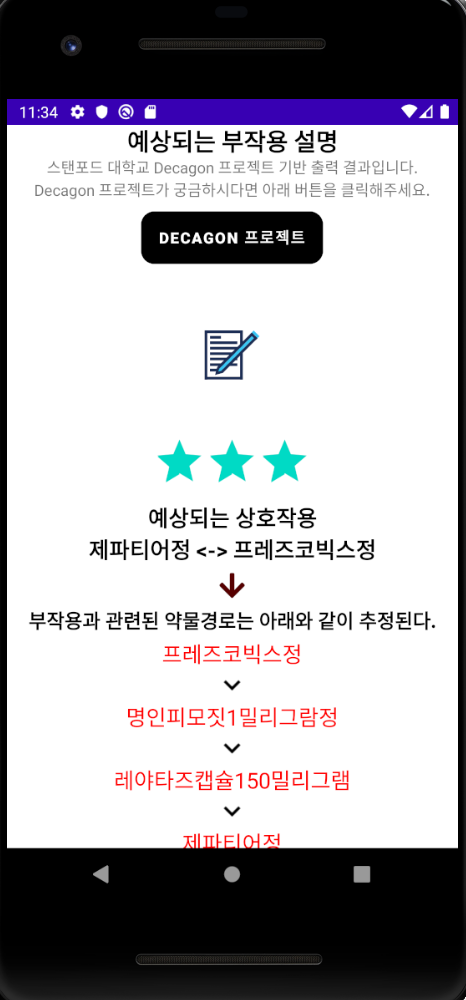 11:34
예상되는 부작용 설명
스탠포드 대학교 Decagon 프로젝트 기반 출력 결과입니다.
Decagon 프로젝트가 궁금하시다면 아래 버튼을 클릭해주세요.
DECAGON 프로젝트
예상되는 상호작용
제파티어정 <-> 프레즈코빅스정
부작용과 관련된 약물경로는 아래와 같이 추정된다.
프레즈코빅스정
명인피모짓1밀리그람정
레야타즈캡슐150밀리그램
제파티어정